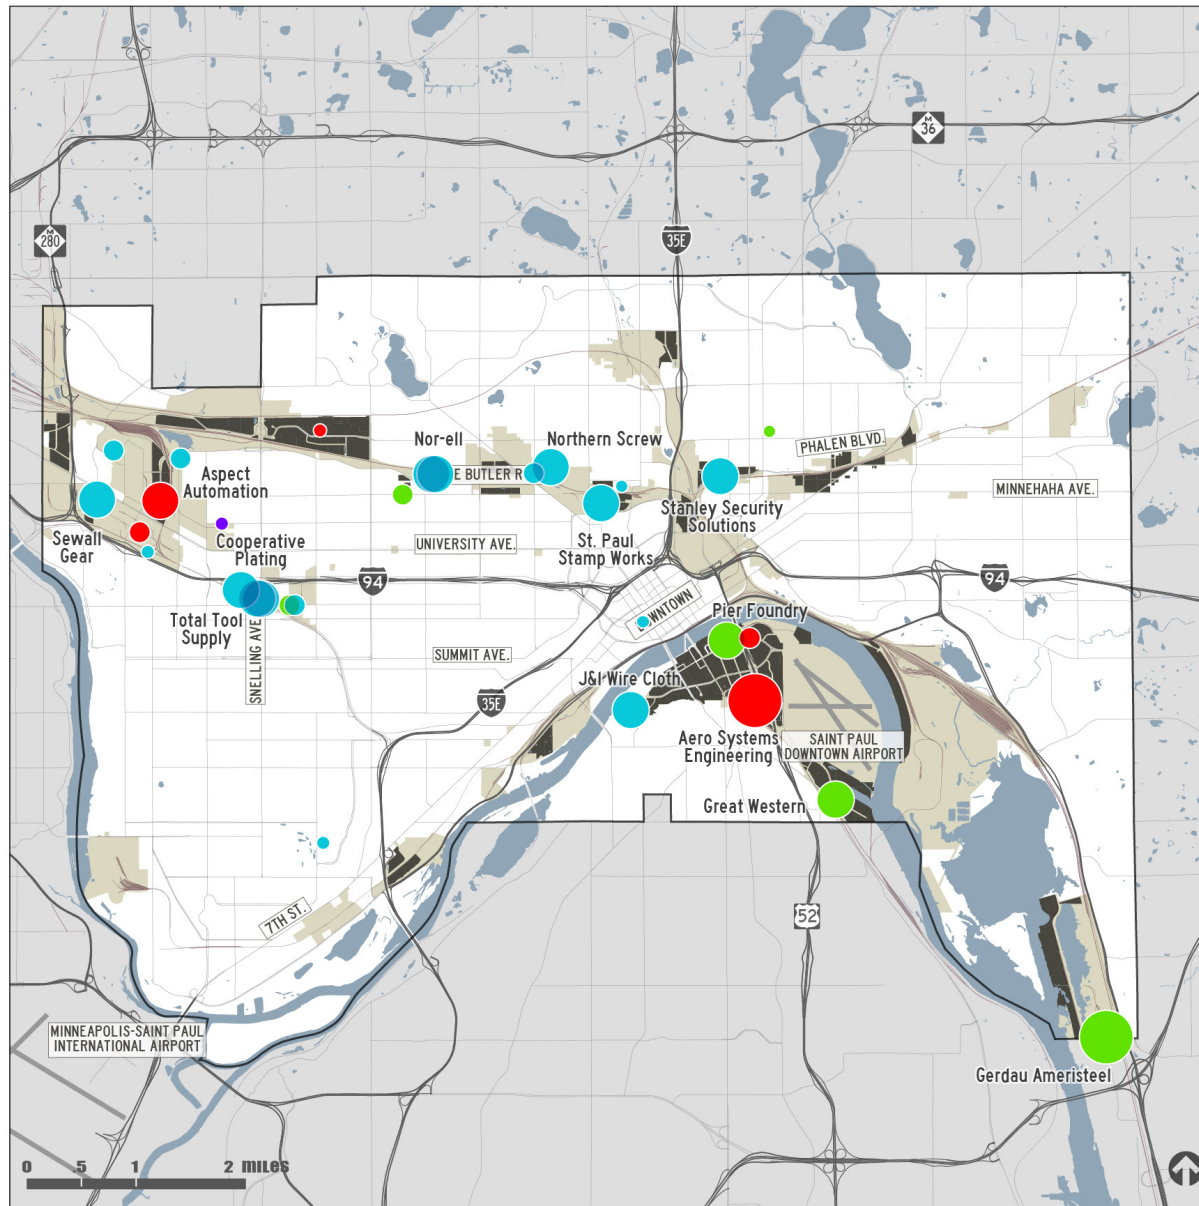 M
36
M
280
35E
Nor-ell
Northern Screw
PHALEN BLVD.
Aspect
Automation
E BUTLER R
MINNEHAHA AVE.
Stanley Security
Solutions
Sewall
Gear
Cooperative
Plating
UNIVERSITY AVE.
St. Paul
Stamp Works
94
94
DOWNTOWN
Pier Foundry
Total Tool
Supply
SNELLING AVE
SUMMIT AVE.
J&I Wire Cloth
35E
Aero Systems
Engineering
SAINT PAUL
DOWNTOWN AIRPORT
Great Western
7TH ST.
52
MINNEAPOLIS-SAINT PAUL
INTERNATIONAL AIRPORT
Gerdau Ameristeel
0 .5 1 2 MILES